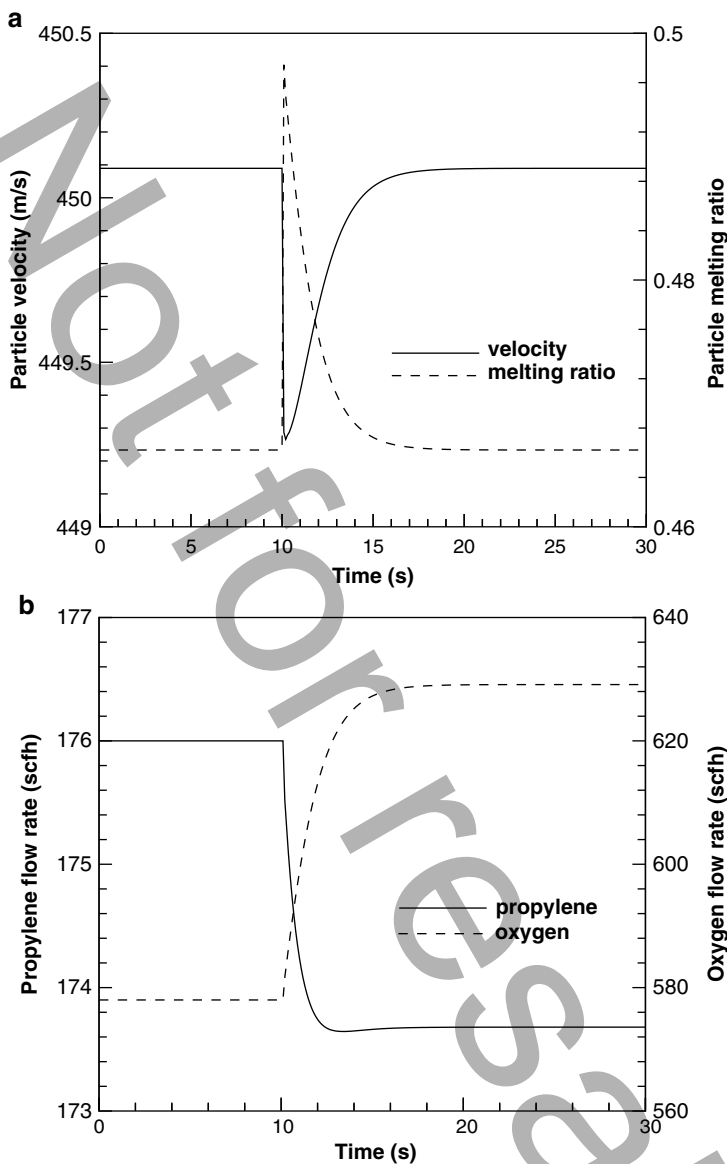 a
450.5
450
449.5
449
0.5
0.48
0.46
0 5 10 15 20 25 30
Particle velocity (m/s)
Particle melting ratio
velocity
melting ratio
Time (s)
b
177
176
175
174
173
640
620
600
580
560
0 10 20 30
Propylene flow rate (scfh)
Oxygen flow rate (scfh)
propylene
oxygen
Time (s)
Not for resa